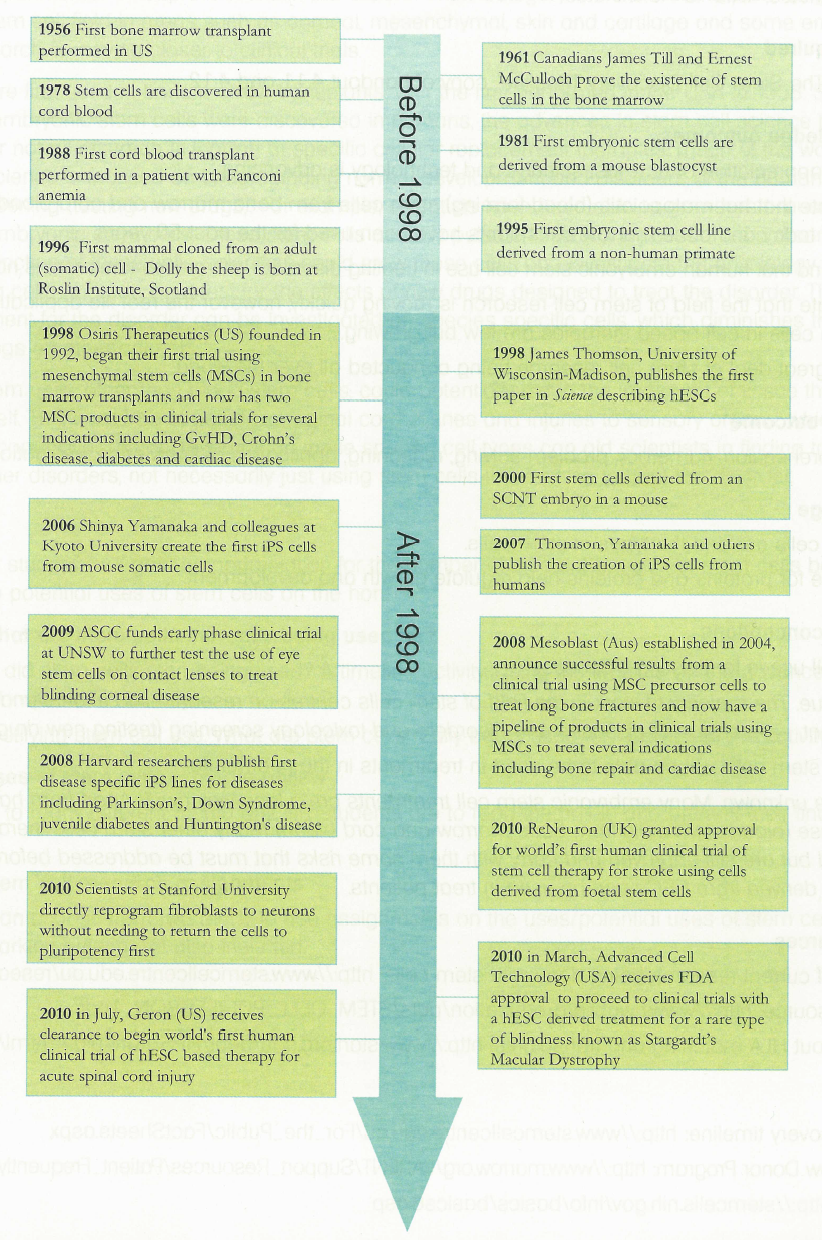 1956 First bone marrow transplant
performed in US
1961 Canadians James Till and Ernest
McCulloch prove the existence of stem
cells in the bone marrow
1978 Stem cells are discovered in human
cord blood
1981 First embryonic stem cells are
derived from a mouse blastocyst
1988 First cord blood transplant
performed in a patient with Fanconi
anemia
1995 First embryonic stem cell line
derived from a non-human primate
1996 First mammal cloned from an adult
(somatic) cell - Dolly the sheep is born at
Roslin Institute, Scotland
Before 1998
1998 Osiris Therapeutics (US) founded in
1992, began their first trial using
mesenchymal stem cells (MSCs) in bone
marrow transplants and now has two
MSC products in clinical trials for several
indications including GvHD, Crohn's
disease, diabetes and cardiac disease
1998 James Thomson, University of
Wisconsin-Madison, publishes the first
paper in Science describing hESCs
2000 First stem cells derived from an
SCNT embryo in a mouse
2006 Shinya Yamanaka and colleagues at
Kyoto University create the first iPS cells
from mouse somatic cells
2007 Thomson, Yamanaka and others
publish the creation of iPS cells from
humans
After 1998
2009 ASCC funds early phase clinical trial
at UNSW to further test the use of eye
stem cells on contact lenses to treat
blinding corneal disease
2008 Mesoblast (Aus) established in 2004,
announce successful results from a
clinical trial using MSC precursor cells to
treat long bone fractures and now have a
pipeline of products in clinical trials using
MSCs to treat several indications
including bone repair and cardiac disease
2008 Harvard researchers publish first
disease specific iPS lines for diseases
including Parkinson's, Down Syndrome,
juvenile diabetes and Huntington's disease
2010 ReNeuron (UK) granted approval
for world's first human clinical trial of
stem cell therapy for stroke using cells
derived from foetal stem cells
2010 Scientists at Stanford University
directly reprogram fibroblasts to neurons
without needing to return the cells to
pluripotency first
2010 in March, Advanced Cell
Technology (USA) receives FDA
approval to proceed to clinical trials with
a hESC derived treatment for a rare type
of blindness known as Stargardt's
Macular Dystrophy
2010 in July, Geron (US) receives
clearance to begin world's first human
clinical trial of hESC based therapy for
acute spinal cord injury